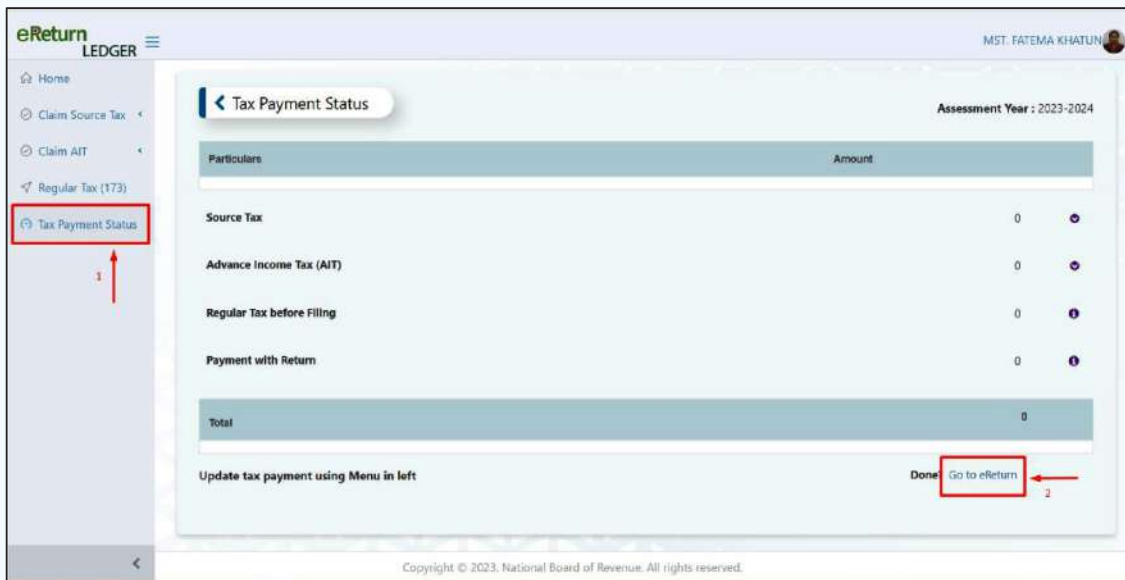 eReturn
LEDGER
MST. FATEMA KHATUN
Home
Claim Source Tax
Claim AIT
Regular Tax (173)
Tax Payment Status
1
Tax Payment Status
Assessment Year : 2023-2024
Particulars Amount
Source Tax 0
Advance Income Tax (AIT) 0
Regular Tax before Filing 0
Payment with Return 0
Total 0
Update tax payment using Menu in left
Done? Go to eReturn
2
Copyright © 2023. National Board of Revenue. All rights reserved.